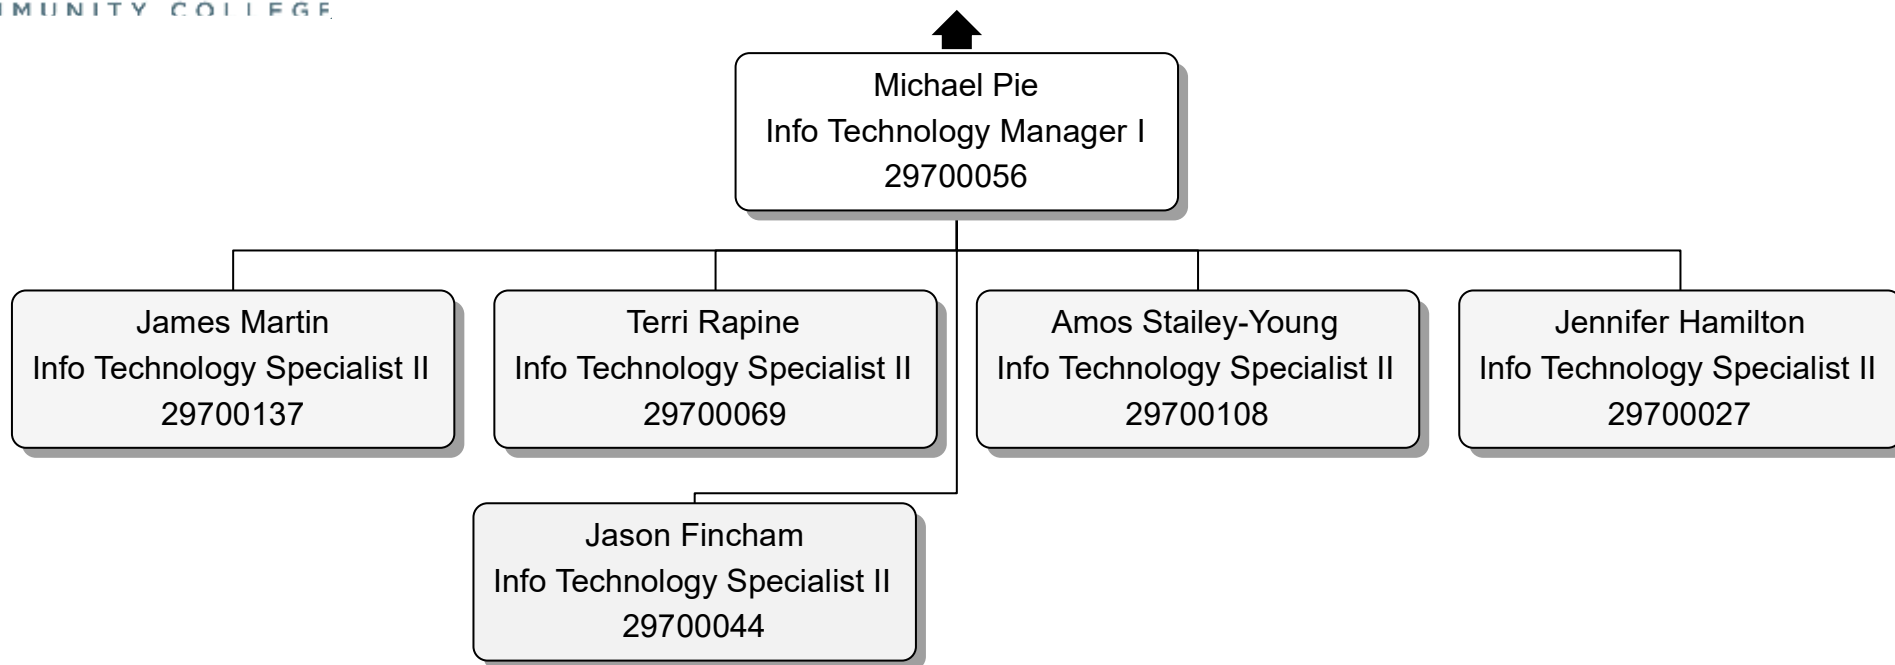 MUNITY COLLEGE
Michael Pie
Info Technology Manager I
29700056
James Martin
Info Technology Specialist II
29700137
Terri Rapine
Info Technology Specialist II
29700069
Amos Stailey-Young
Info Technology Specialist II
29700108
Jennifer Hamilton
Info Technology Specialist II
29700027
Jason Fincham
Info Technology Specialist II
29700044